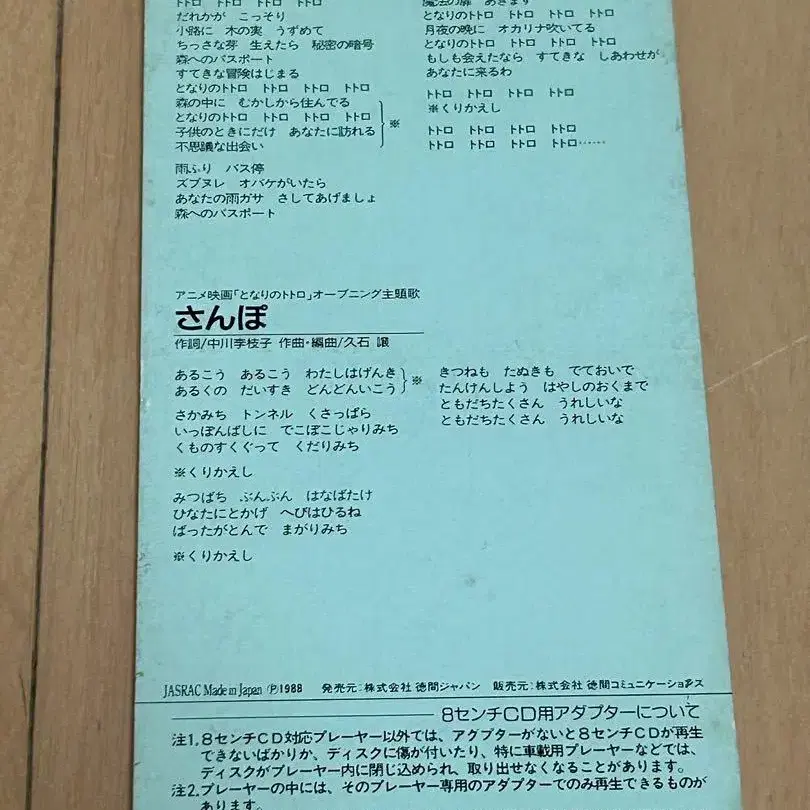 トトロ トトロ トトロ トトロ
だれかが こっそり
小路に 木の実 うずめて
ちっさな芽 生えたら 秘密の暗号
森へのパスポート
すてきな冒険はじまる
となりのトトロ トトロ トトロ トトロ
森の中に むかしから住んでる
となりのトトロ トトロ トトロ トトロ
子供のときにだけ あなたに訪れる
不思議な出会い
※
雨ふり バス停
ズブヌレ オバケがいたら
あなたの雨ガサ さしてあげましょ
森へのパスポート
魔法の扉 あきます
となりのトトロ トトロ トトロ トトロ
月夜の晩に オカリナ吹いてる
となりのトトロ トトロ トトロ トトロ
もしも会えたなら すてきな しあわせが
あなたに来るわ
トトロ トトロ トトロ トトロ
※くりかえし
トトロ トトロ トトロ トトロ
トトロ トトロ トトロ トトロ……
アニメ映画「となりのトトロ」オープニング主題歌
さんぽ
作詞/中川李枝子 作曲・編曲/久石 譲
あるこう あるこう わたしはげんき
あるくの だいすき どんどんいこう
※
さかみち トンネル くさっぱら
いっぽんばしに でこぼこじゃりみち
くものすくぐって くだりみち
※くりかえし
みつばち ぶんぶん はなばたけ
ひなたにとかげ へびはひるね
ばったがとんで まがりみち
※くりかえし
きつねも たぬきも でておいで
たんけんしよう はやしのおくまで
ともだちたくさん うれしいな
ともだちたくさん うれしいな
JASRAC Made in Japan Ⓟ1988 発売元:株式会社 徳間ジャパン 販売元:株式会社 徳間コミュニケーションズ
8センチCD用アダプターについて
注1.8センチCD対応プレーヤー以外では、アダプターがないと8センチCDが再生
できないばかりか、ディスクに傷が付いたり、特に車載用プレーヤーなどでは、
ディスクがプレーヤー内に閉じ込められ、取り出せなくなることがあります。
注2.プレーヤーの中には、そのプレーヤー専用のアダプターでのみ再生できるものが
あります。